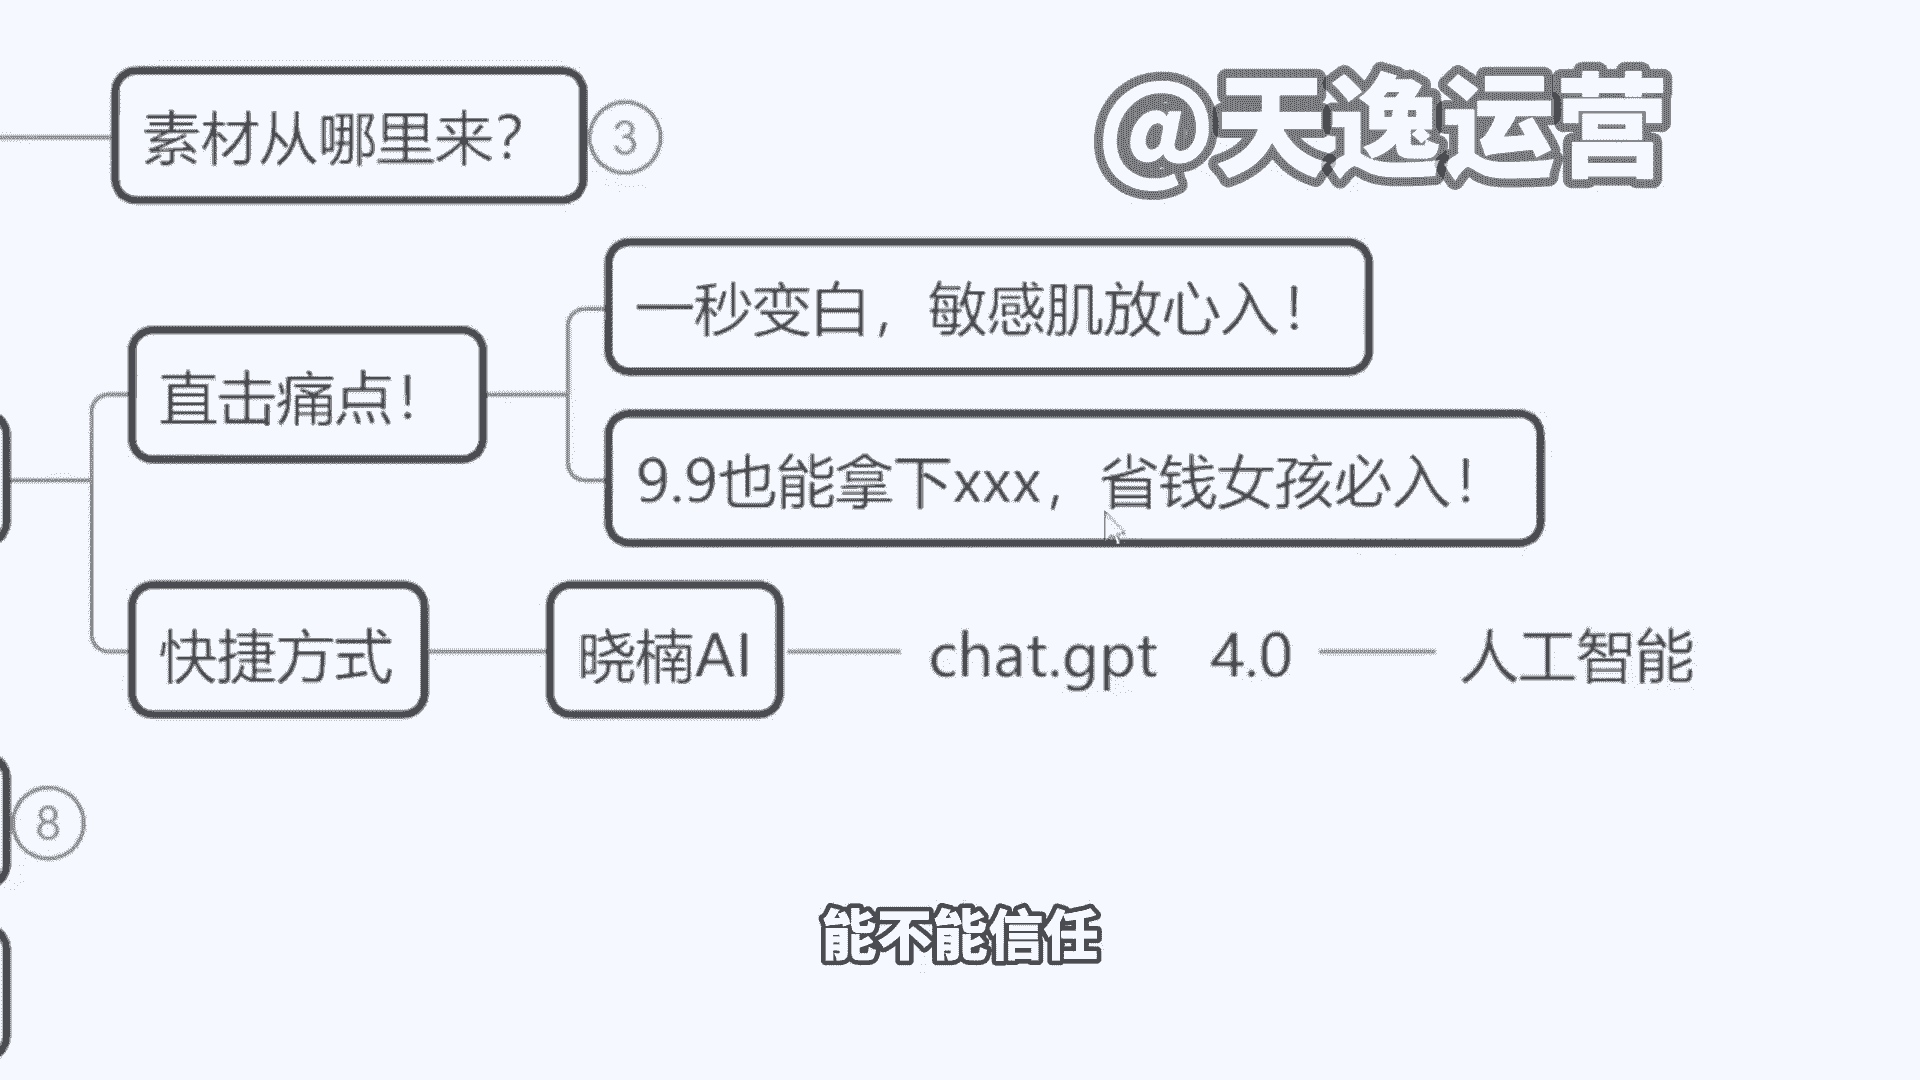 素材从哪里来？
3
@天逸运营
一秒变白，敏感肌放心入！
直击痛点！
9.9也能拿下xxx，省钱女孩必入！
快捷方式
晓楠AI
chat.gpt 4.0
人工智能
8
能不能信任